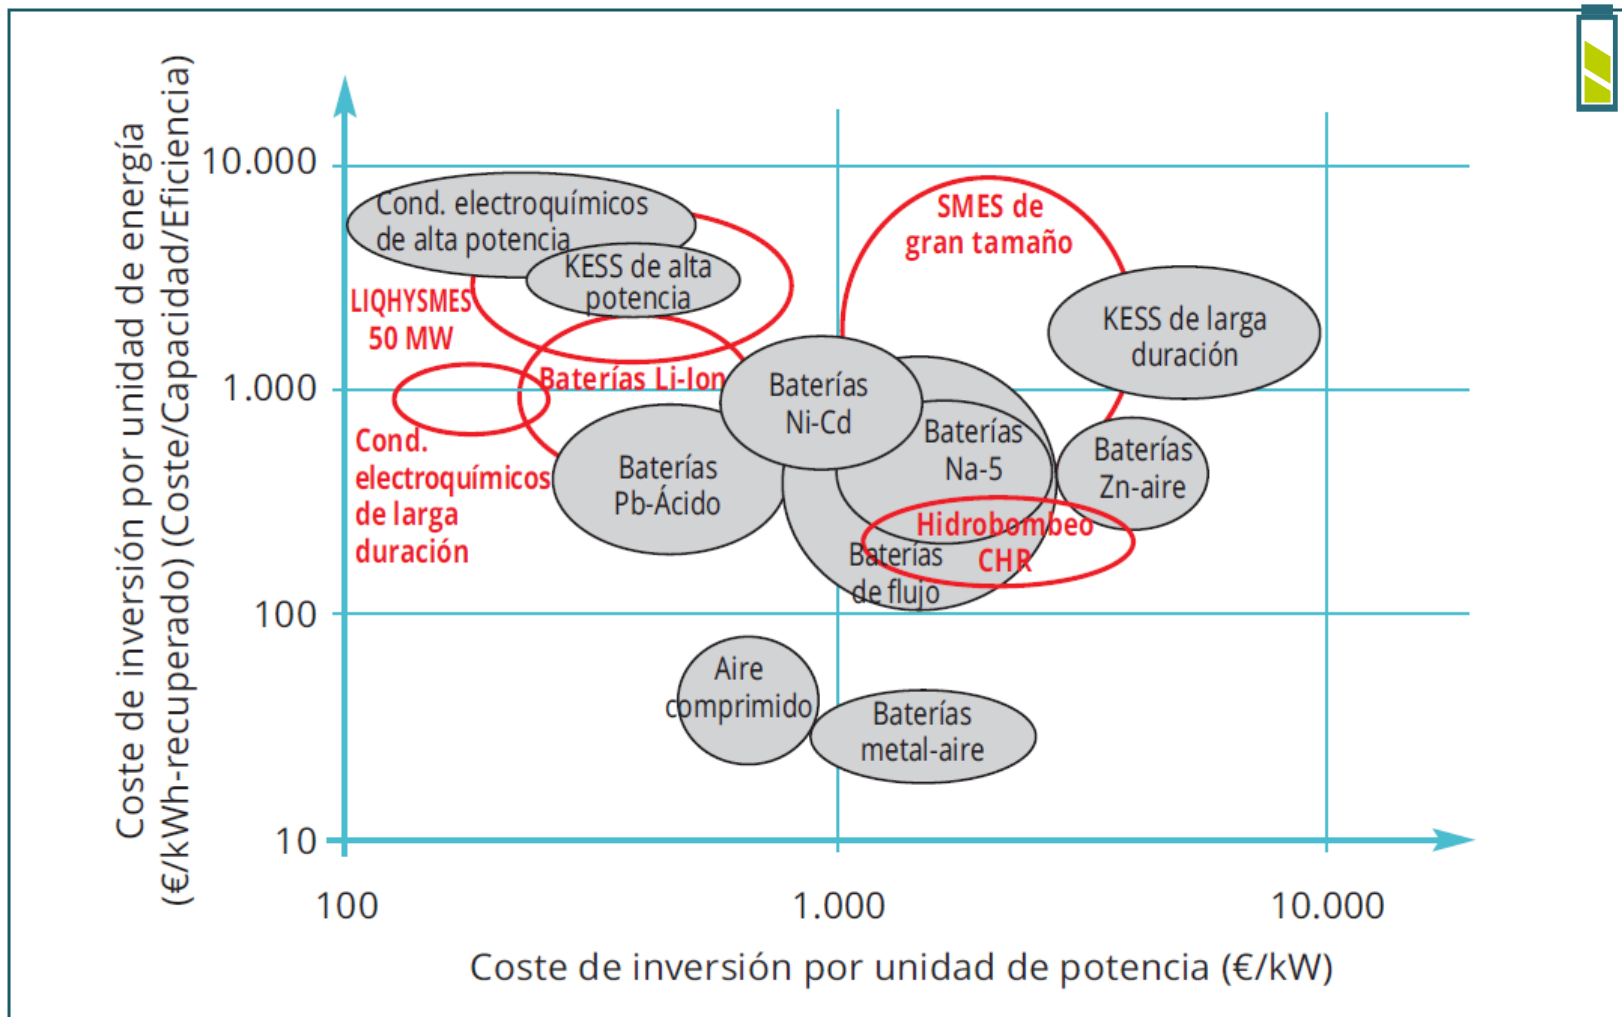 Coste de inversión por unidad de energía
(€/kWh-recuperado) (Coste/Capacidad/Eficiencia)
10.000
1.000
100
10
Cond. electroquímicos
de alta potencia
KESS de alta
potencia
LIQHYSMES
50 MW
Baterías Li-Ion
Cond.
electroquímicos
de larga
duración
Baterías
Pb-Ácido
Baterías
Ni-Cd
SMES de
gran tamaño
KESS de larga
duración
Baterías
Na-5
Baterías
Zn-aire
Hidrobombeo
CHR
Baterías
de flujo
Aire
comprimido
Baterías
metal-aire
100
1.000
10.000
Coste de inversión por unidad de potencia (€/kW)